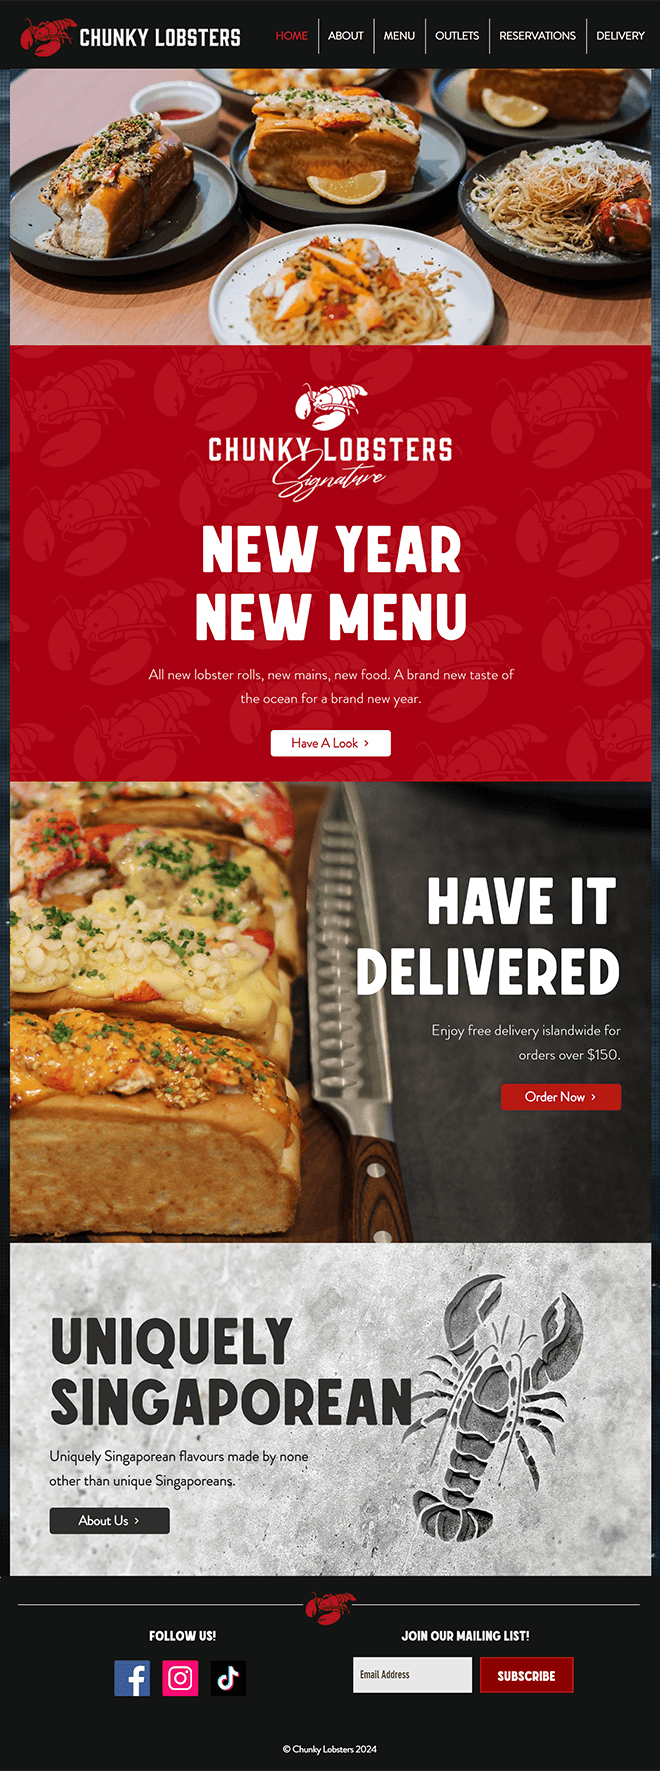 CHUNKY LOBSTERS
HOME
ABOUT
MENU
OUTLETS
RESERVATIONS
DELIVERY
CHUNKY LOBSTERS
Signature
NEW YEAR
NEW MENU
All new lobster rolls, new mains, new food. A brand new taste of
the ocean for a brand new year.
Have A Look >
HAVE IT
DELIVERED
Enjoy free delivery islandwide for
orders over $150.
Order Now >
UNIQUELY
SINGAPOREAN
Uniquely Singaporean flavours made by none
other than unique Singaporeans.
About Us >
FOLLOW US!
JOIN OUR MAILING LIST!
Email Address
SUBSCRIBE
© Chunky Lobsters 2024